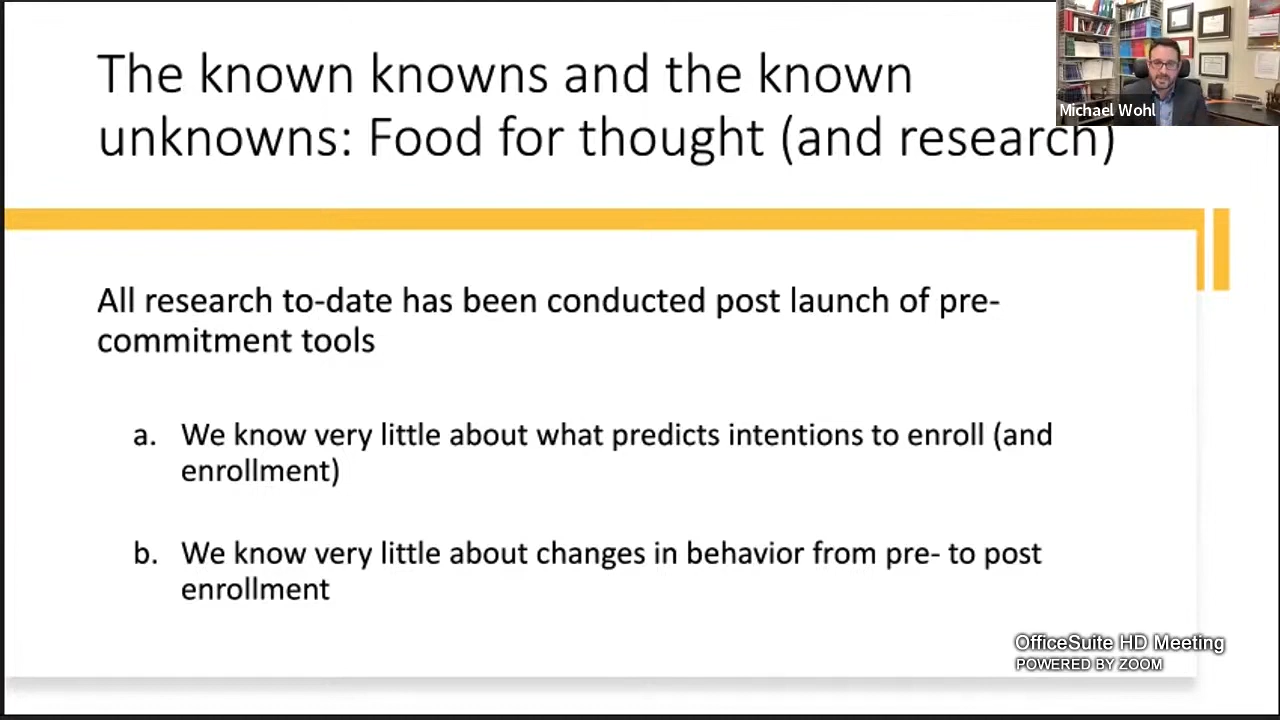 The known knowns and the known
unknowns: Food for thought (and research)
Michael Wohl
All research to-date has been conducted post launch of pre-
commitment tools
a. We know very little about what predicts intentions to enroll (and
enrollment)
b. We know very little about changes in behavior from pre- to post
enrollment
OfficeSuite HD Meeting
POWERED BY ZOOM